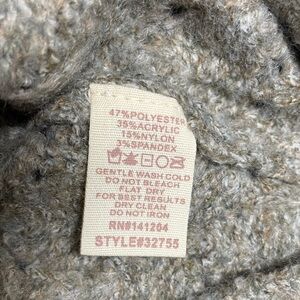 47%POLYESTER
35%ACRYLIC
15%NYLON
3%SPANDEX
GENTLE WASH COLD
DO NOT BLEACH
FLAT DRY
FOR BEST RESULTS
DRY CLEAN
DO NOT IRON
RN#141204
STYLE#32755